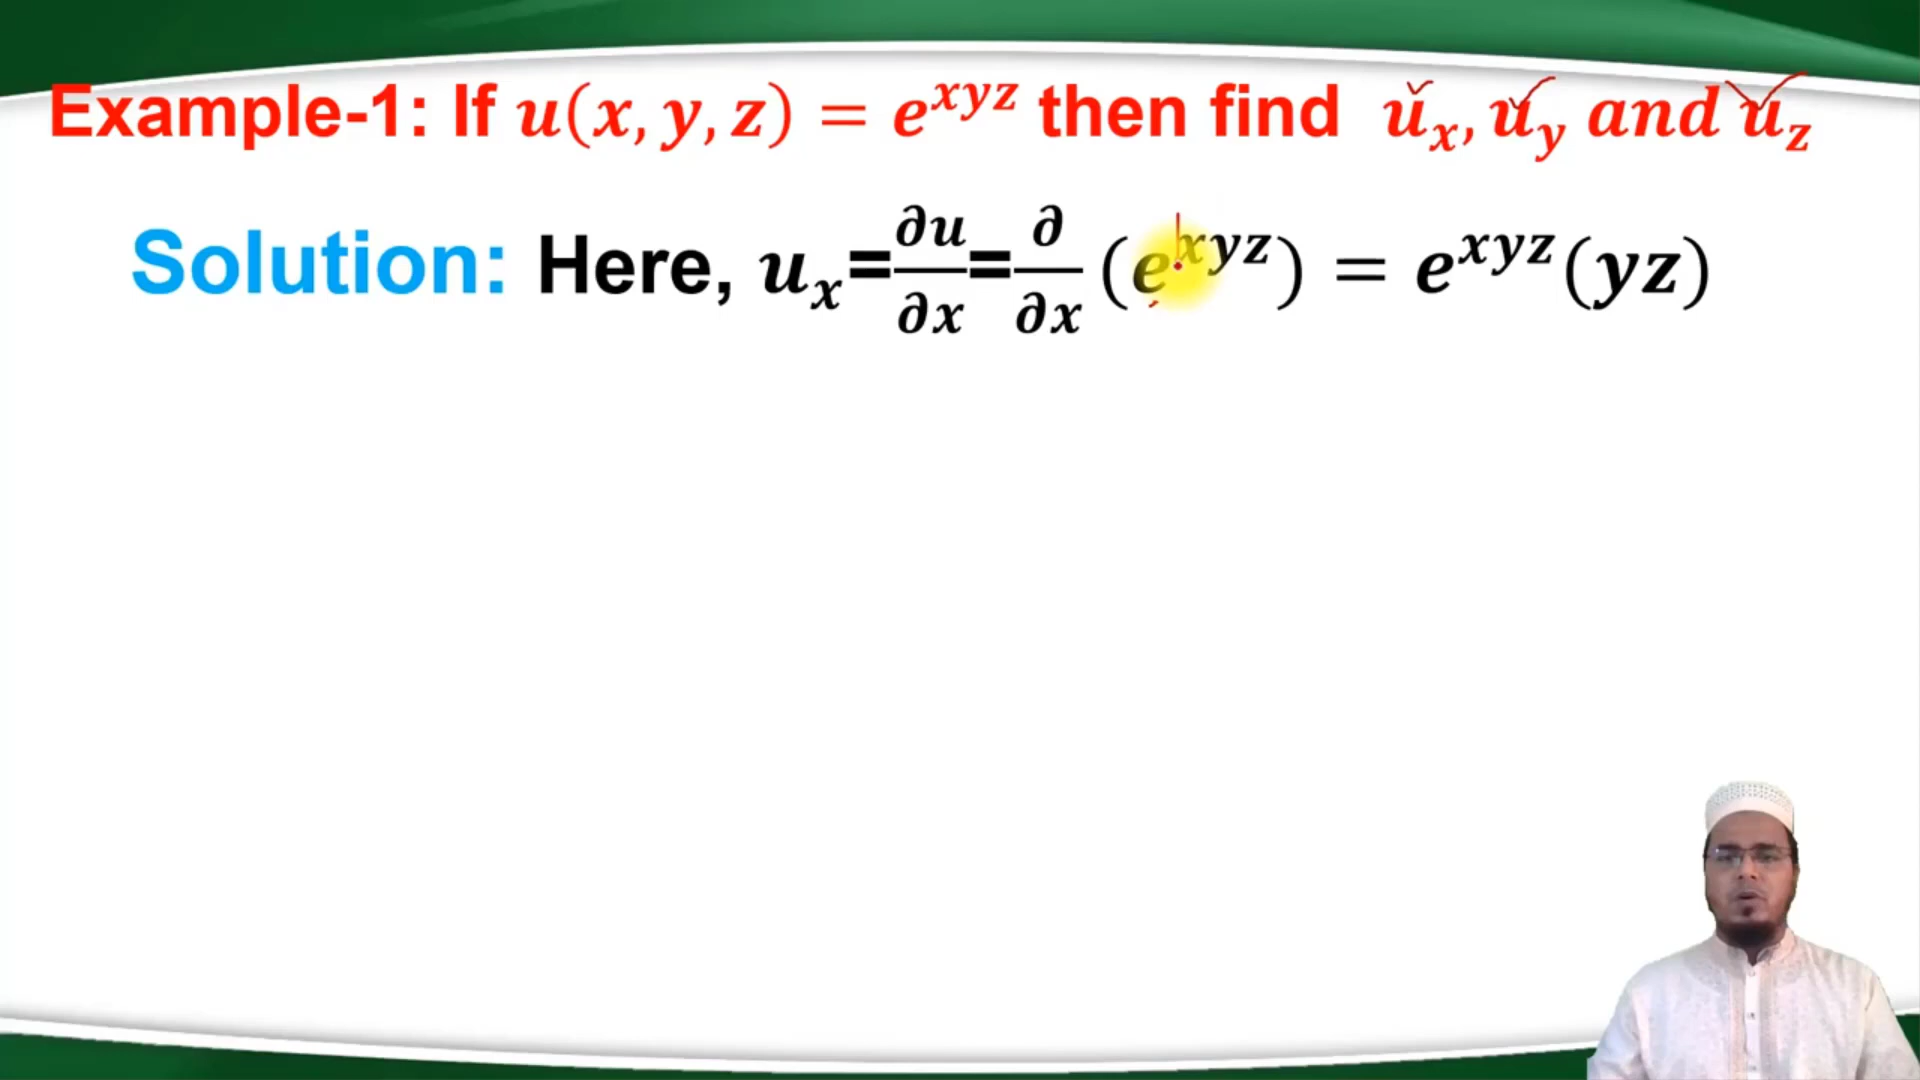 Example-1: If u(x, y, z) = e^{xyz} then find u_x, u_y and u_z
Solution: Here, u_x=∂u/∂x=∂/∂x (e^{xyz}) = e^{xyz}(yz)